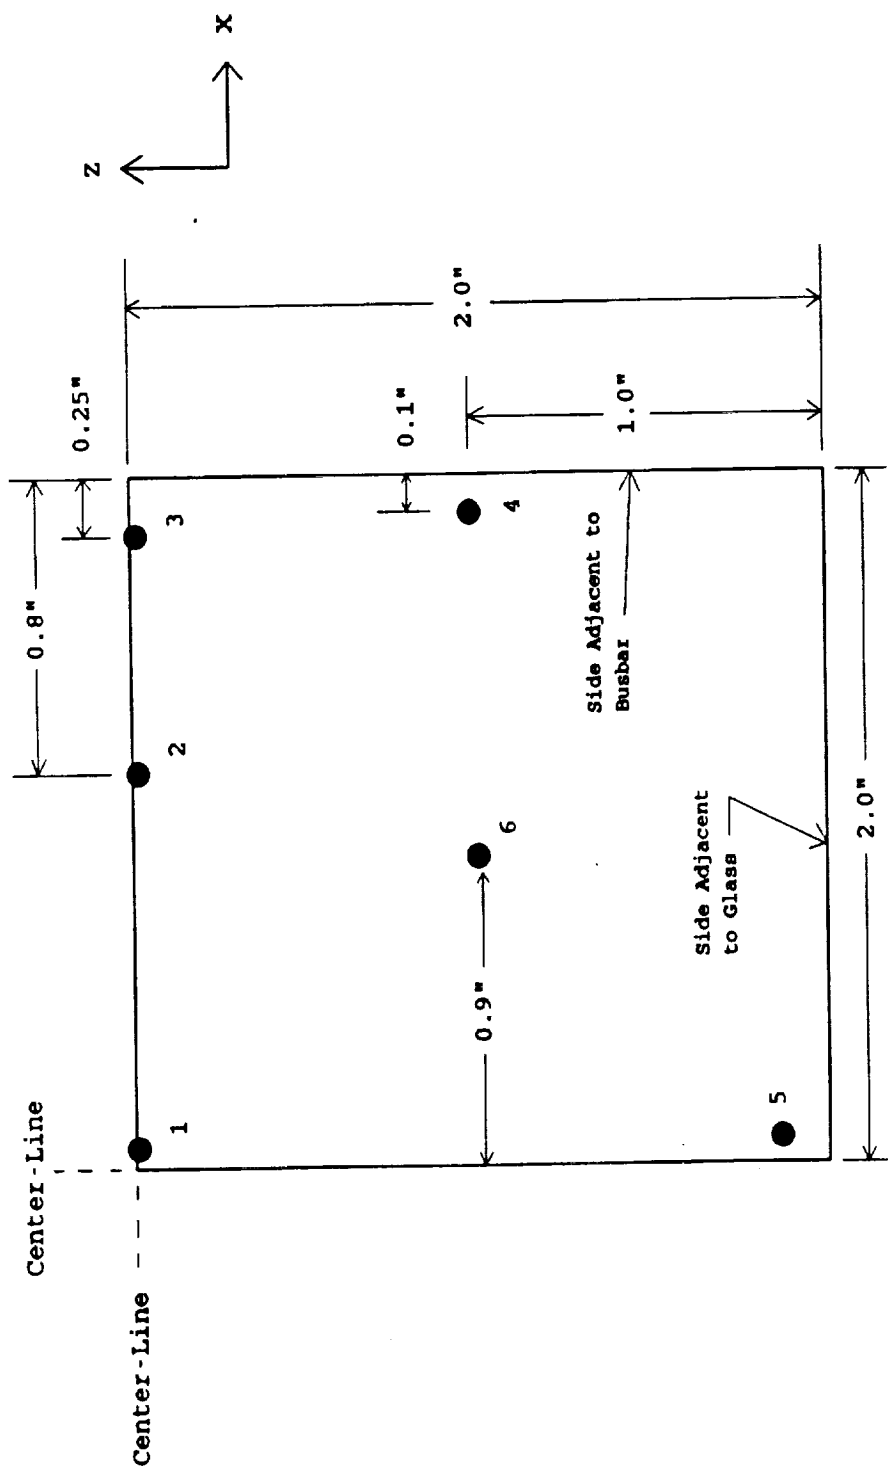 Center-Line
0.8"
0.25"
Z
Center-Line
1
2
3
X
0.1"
2.0"
0.9"
6
4
Side Adjacent to
Busbar
1.0"
Side Adjacent
to Glass
5
2.0"